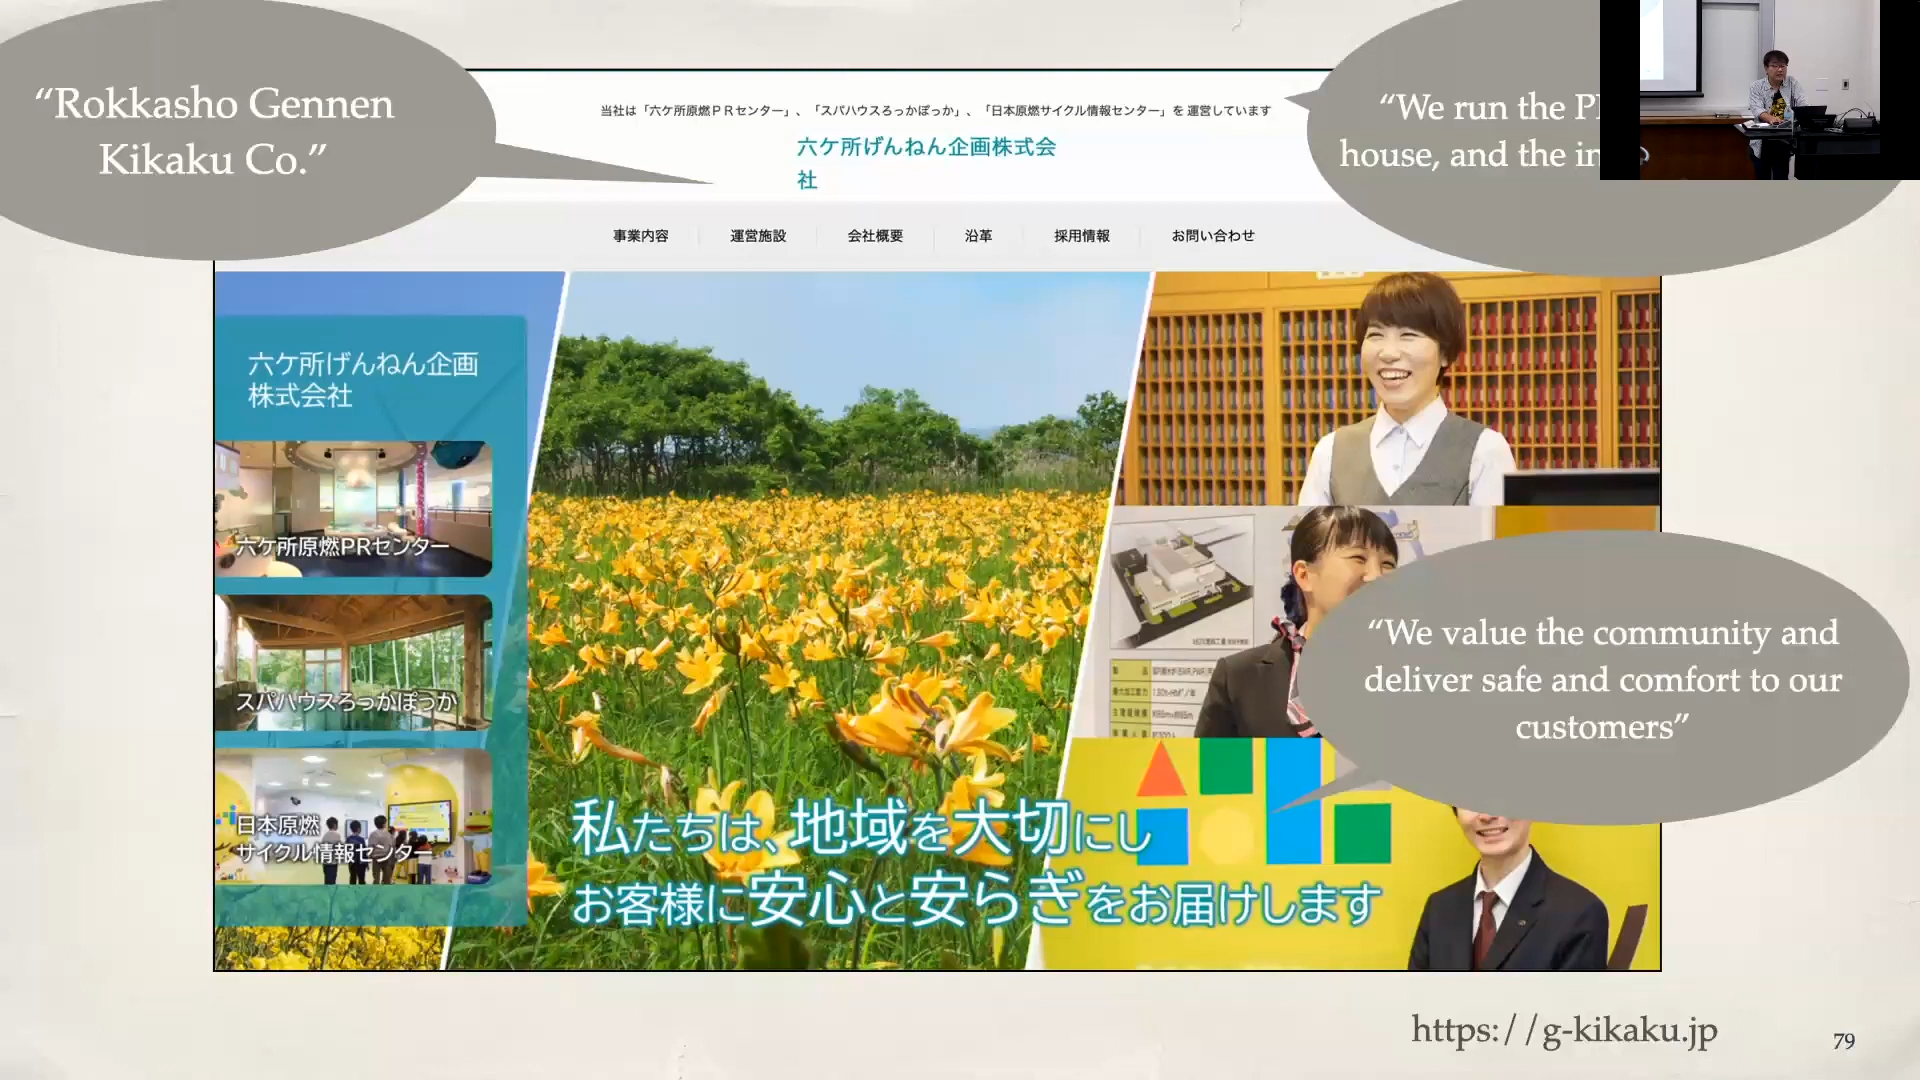 “Rokkasho Gennen
Kikaku Co.”
当社は「六ケ所原燃PRセンター」、「スパハウスろっかぽっか」、「日本原燃サイクル情報センター」を 運営しています
六ケ所げんねん企画株式会
社
“We run the
house, and the
事業内容
運営施設
会社概要
沿革
採用情報
お問い合わせ
六ケ所げんねん企画
株式会社
六ケ所原燃PRセンター
スパハウスろっかぽっか
日本原燃
サイクル情報センター
“We value the community and
deliver safe and comfort to our
customers”
私たちは、地域を大切にし
お客様に安心と安らぎをお届けします
https://g-kikaku.jp
79